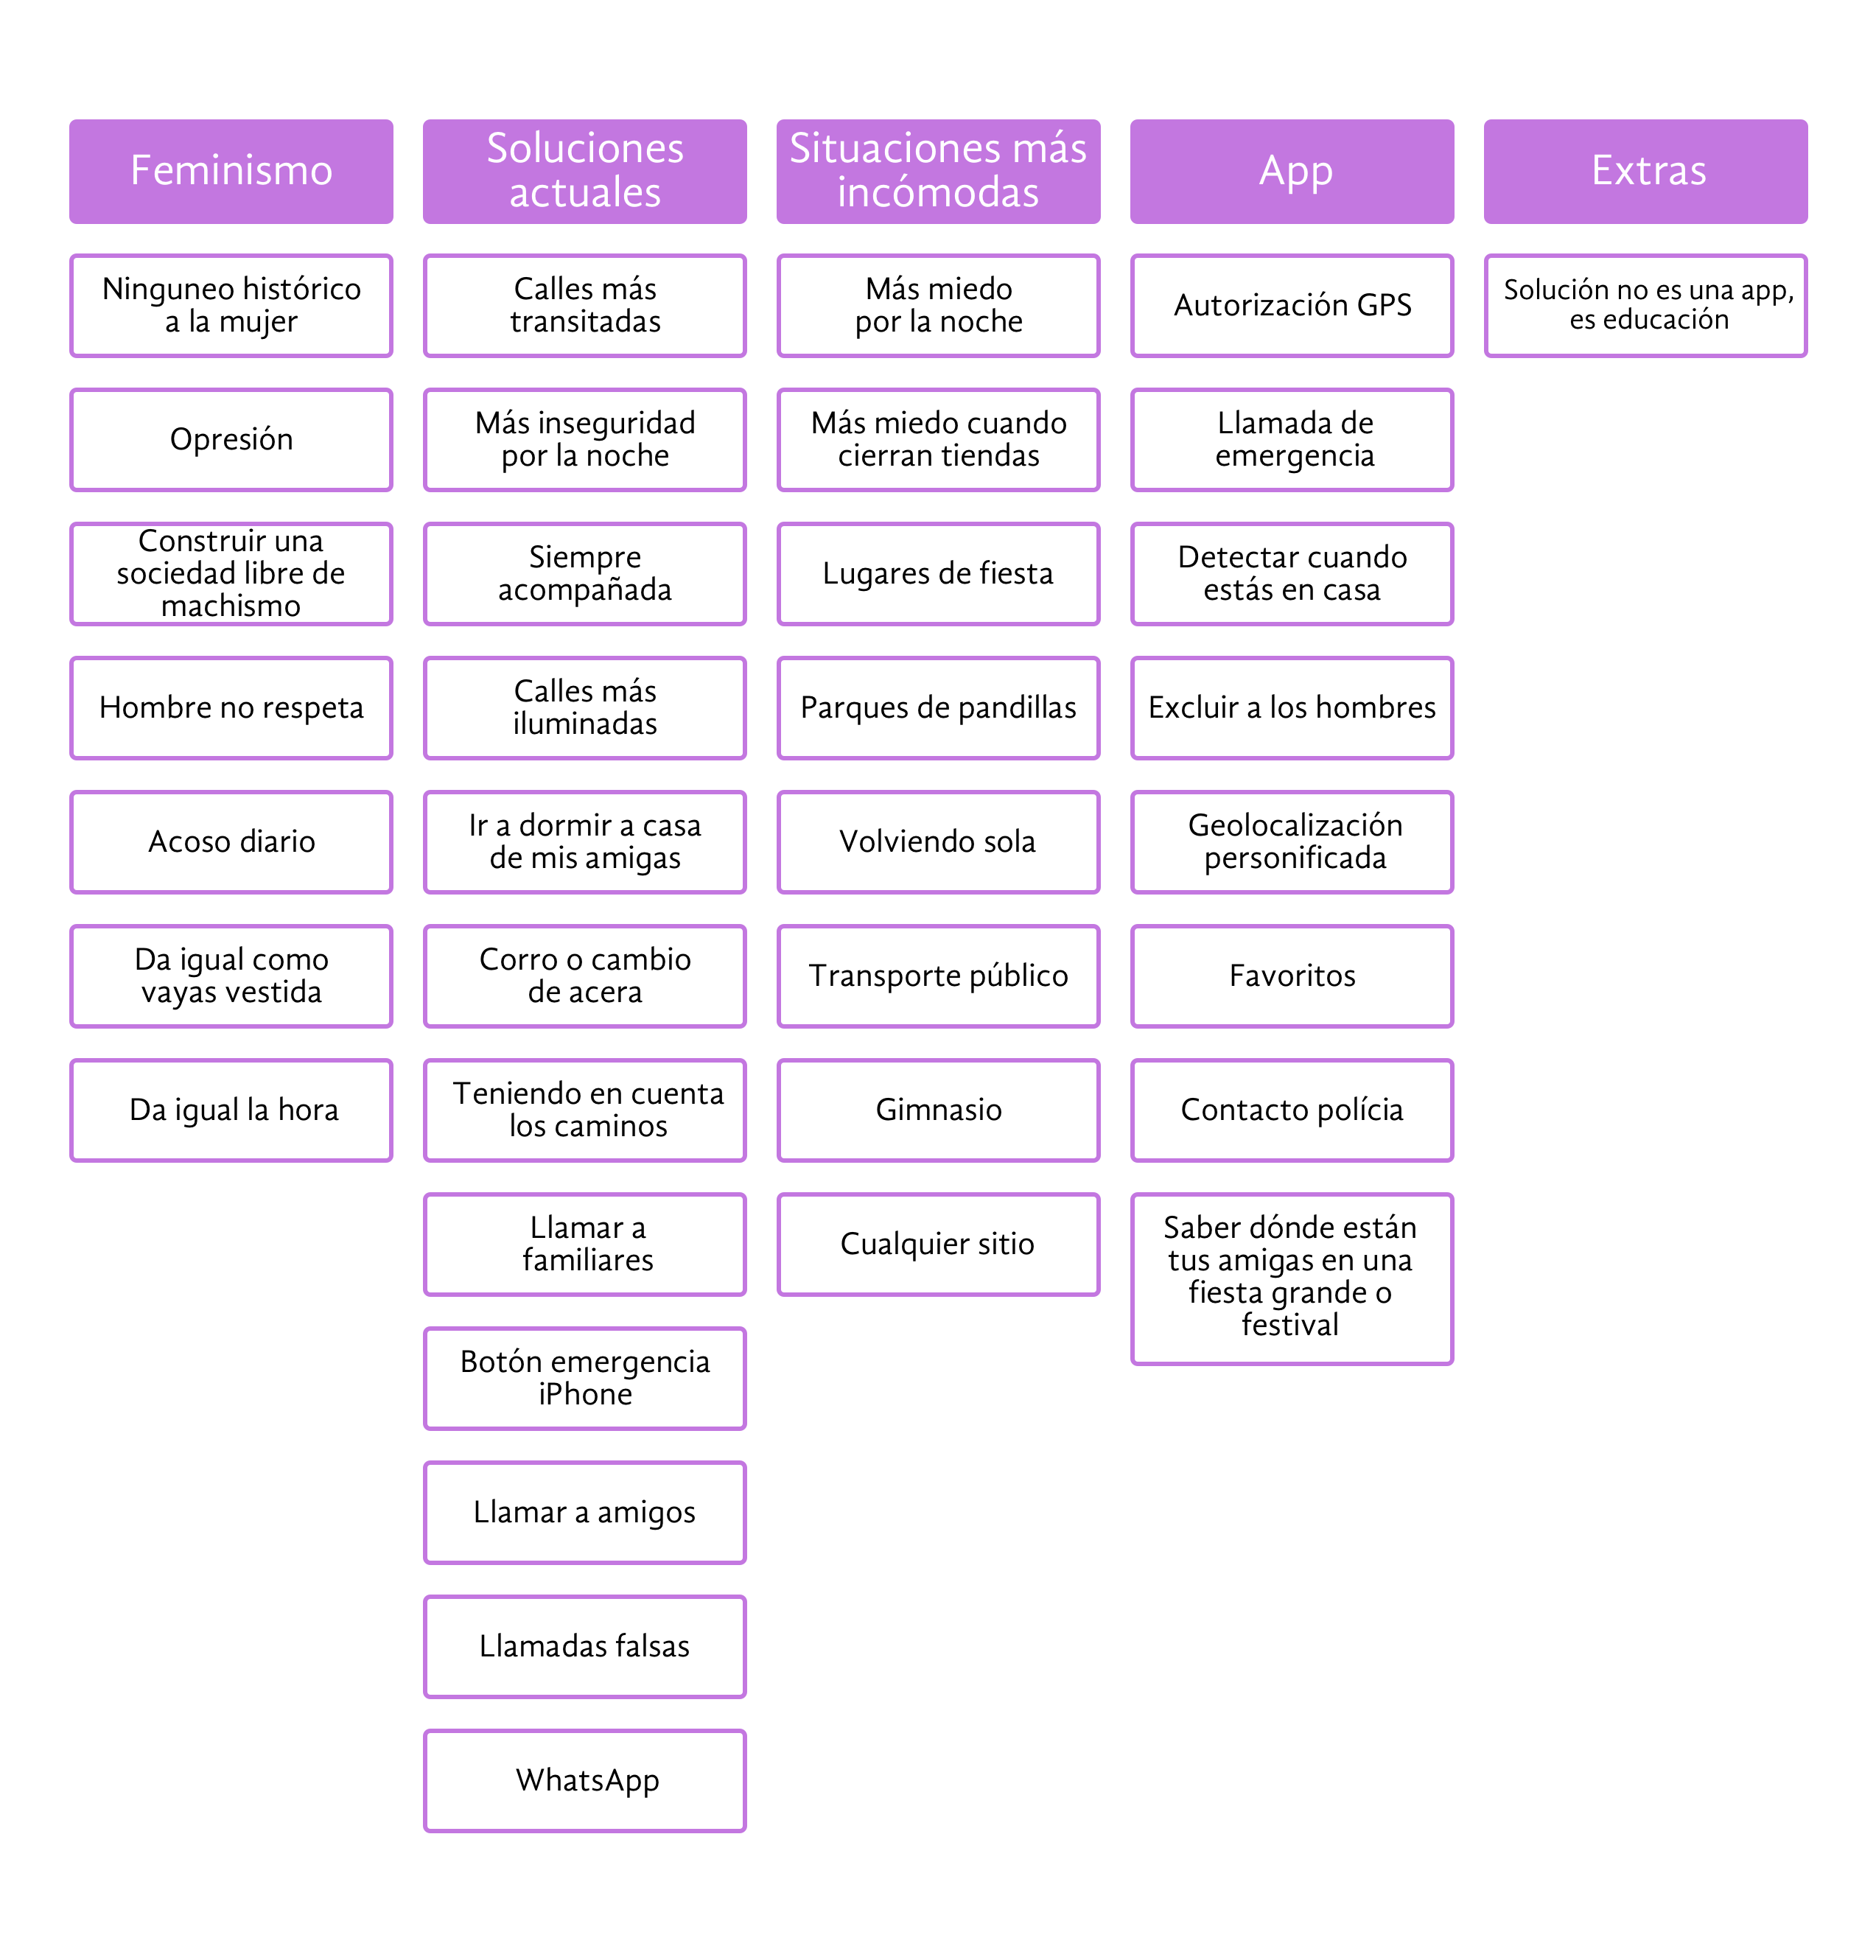 Feminismo
Ninguneo histórico
a la mujer
Opresión
Construir una
sociedad libre de
machismo
Hombre no respeta
Acoso diario
Da igual como
vayas vestida
Da igual la hora
Soluciones
actuales
Calles más
transitadas
Más inseguridad
por la noche
Siempre
acompañada
Calles más
iluminadas
Ir a dormir a casa
de mis amigas
Corro o cambio
de acera
Teniendo en cuenta
los caminos
Llamar a
familiares
Botón emergencia
iPhone
Llamar a amigos
Llamadas falsas
WhatsApp
Situaciones más
incómodas
Más miedo
por la noche
Más miedo cuando
cierran tiendas
Lugares de fiesta
Parques de pandillas
Volviendo sola
Transporte público
Gimnasio
Cualquier sitio
App
Autorización GPS
Llamada de
emergencia
Detectar cuando
estás en casa
Excluir a los hombres
Geolocalización
personificada
Favoritos
Contacto polícia
Saber dónde están
tus amigas en una
fiesta grande o
festival
Extras
Solución no es una app,
es educación